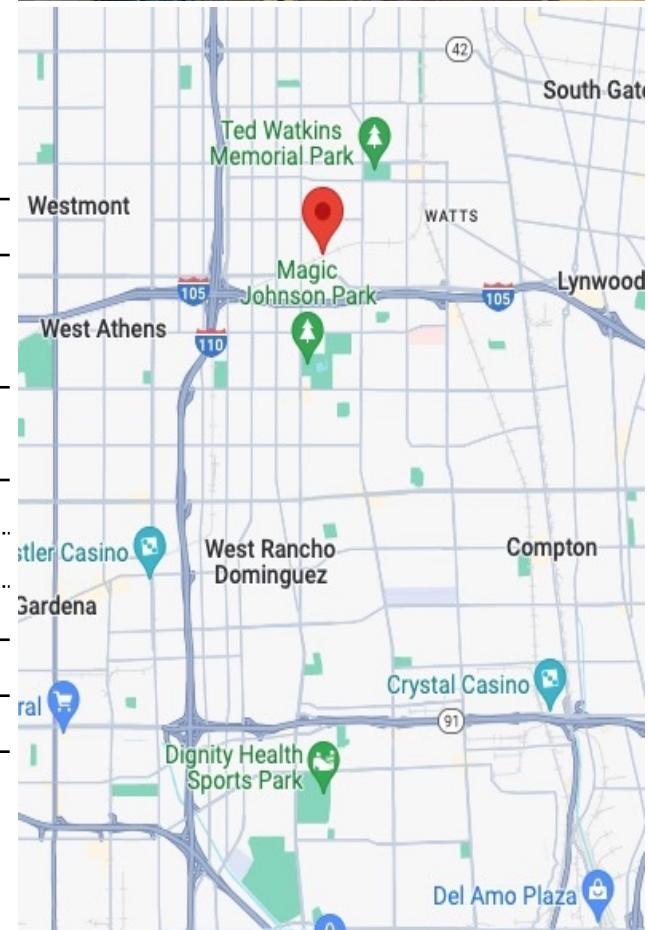 42
South Gat
Ted Watkins
Memorial Park
Westmont
WATTS
Magic
Johnson Park
105
105
Lynwood
West Athens
110
stler Casino
West Rancho
Dominguez
Compton
Gardena
Crystal Casino
ral
91
Dignity Health
Sports Park
Del Amo Plaza